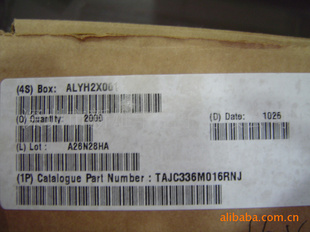 (4S) Box: ALYH2X0
(Q) Quantity: 2000
(D) Date: 1026
(L) Lot : A26N28HA
(1P) Catalogue Part Number : TAJC336M016RNJ
alibaba.com.cn